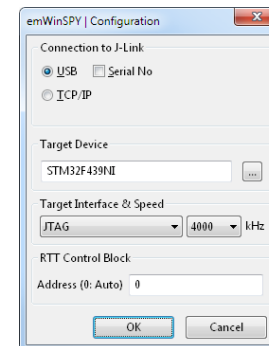 emWinSPY | Configuration
x
Connection to J-Link
USB Serial No
TCP/IP
Target Device
STM32F439NI
...
Target Interface & Speed
JTAG 4000 kHz
RTT Control Block
Address (0: Auto) 0
OK Cancel